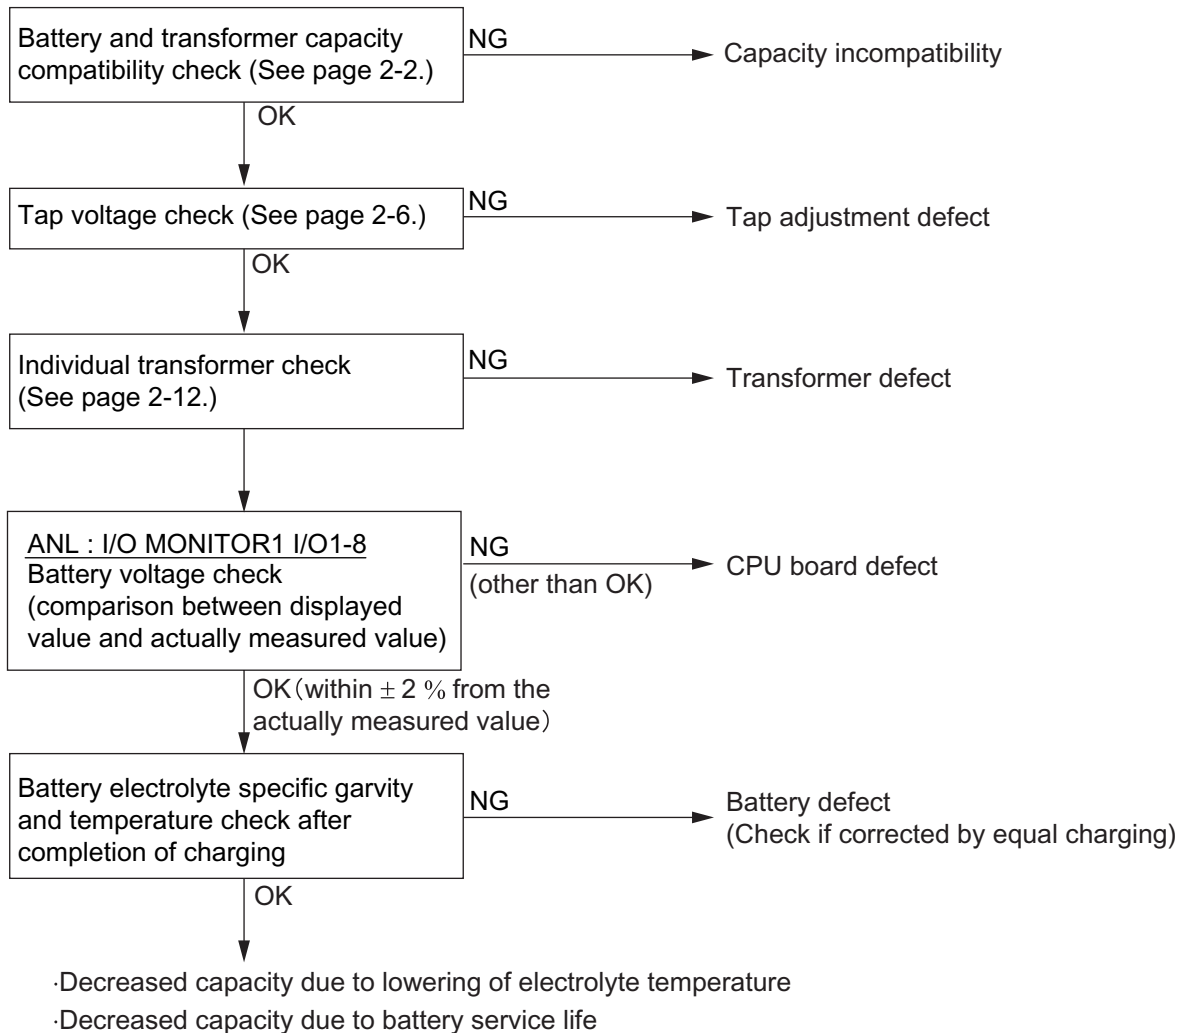 Battery and transformer capacity
compatibility check (See page 2-2.)
NG
Capacity incompatibility
OK
Tap voltage check (See page 2-6.)
NG
Tap adjustment defect
OK
Individual transformer check
(See page 2-12.)
NG
Transformer defect
ANL : I/O MONITOR1 I/O1-8
Battery voltage check
(comparison between displayed
value and actually measured value)
NG
(other than OK)
CPU board defect
OK（within ± 2 % from the
actually measured value）
Battery electrolyte specific garvity
and temperature check after
completion of charging
NG
Battery defect
(Check if corrected by equal charging)
OK
·Decreased capacity due to lowering of electrolyte temperature
·Decreased capacity due to battery service life